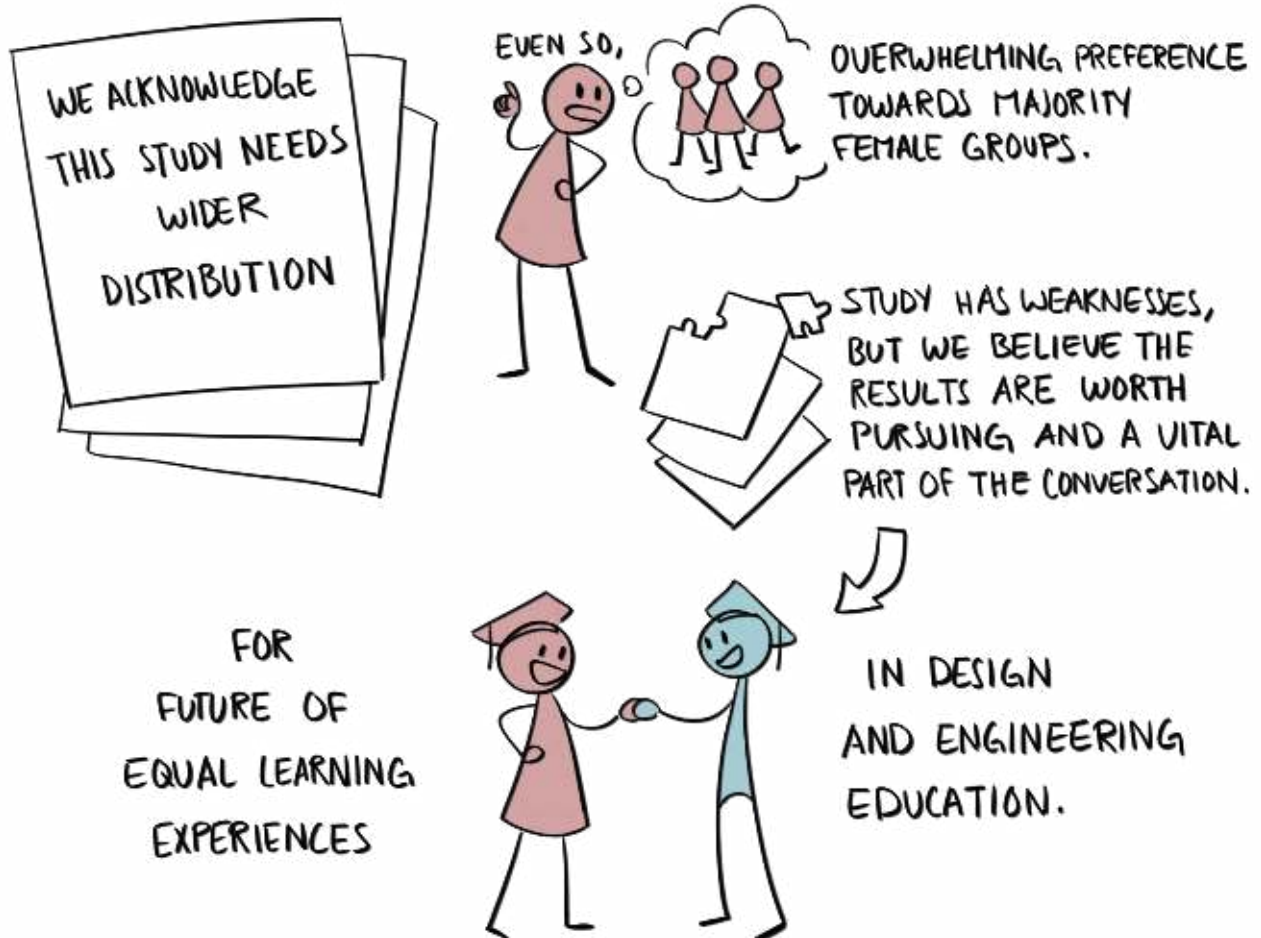 WE ACKNOWLEDGE
THIS STUDY NEEDS
WIDER
DISTRIBUTION
EVEN SO,
OVERWHELMING PREFERENCE
TOWARDS MAJORITY
FEMALE GROUPS.
STUDY HAS WEAKNESSES,
BUT WE BELIEVE THE
RESULTS ARE WORTH
PURSUING AND A VITAL
PART OF THE CONVERSATION.
FOR
FUTURE OF
EQUAL LEARNING
EXPERIENCES
IN DESIGN
AND ENGINEERING
EDUCATION.